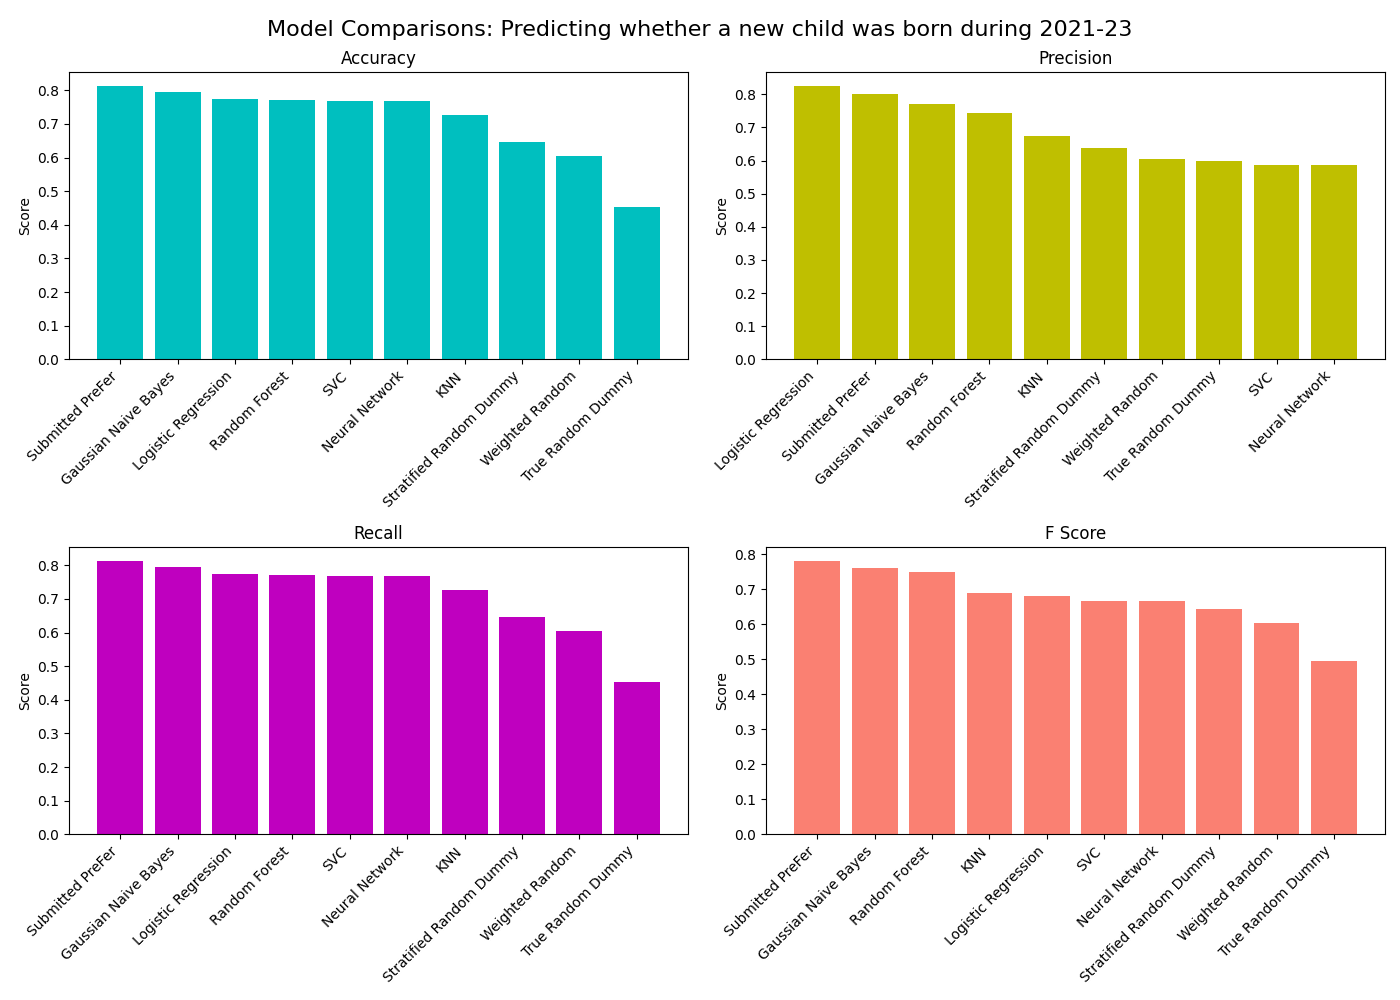 Model Comparisons: Predicting whether a new child was born during 2021-23
Accuracy
Score
0.8
0.7
0.6
0.5
0.4
0.3
0.2
0.1
0.0
Submitted PreFer
Gaussian Naive Bayes
Logistic Regression
Random Forest
SVC
Neural Network
KNN
Stratified Random Dummy
Weighted Random
True Random Dummy
Precision
Score
0.8
0.7
0.6
0.5
0.4
0.3
0.2
0.1
0.0
Logistic Regression
Submitted PreFer
Gaussian Naive Bayes
Random Forest
KNN
Stratified Random Dummy
Weighted Random
True Random Dummy
SVC
Neural Network
Recall
Score
0.8
0.7
0.6
0.5
0.4
0.3
0.2
0.1
0.0
Submitted PreFer
Gaussian Naive Bayes
Logistic Regression
Random Forest
SVC
Neural Network
KNN
Stratified Random Dummy
Weighted Random
True Random Dummy
F Score
Score
0.8
0.7
0.6
0.5
0.4
0.3
0.2
0.1
0.0
Submitted PreFer
Gaussian Naive Bayes
Random Forest
KNN
Logistic Regression
SVC
Neural Network
Stratified Random Dummy
Weighted Random
True Random Dummy